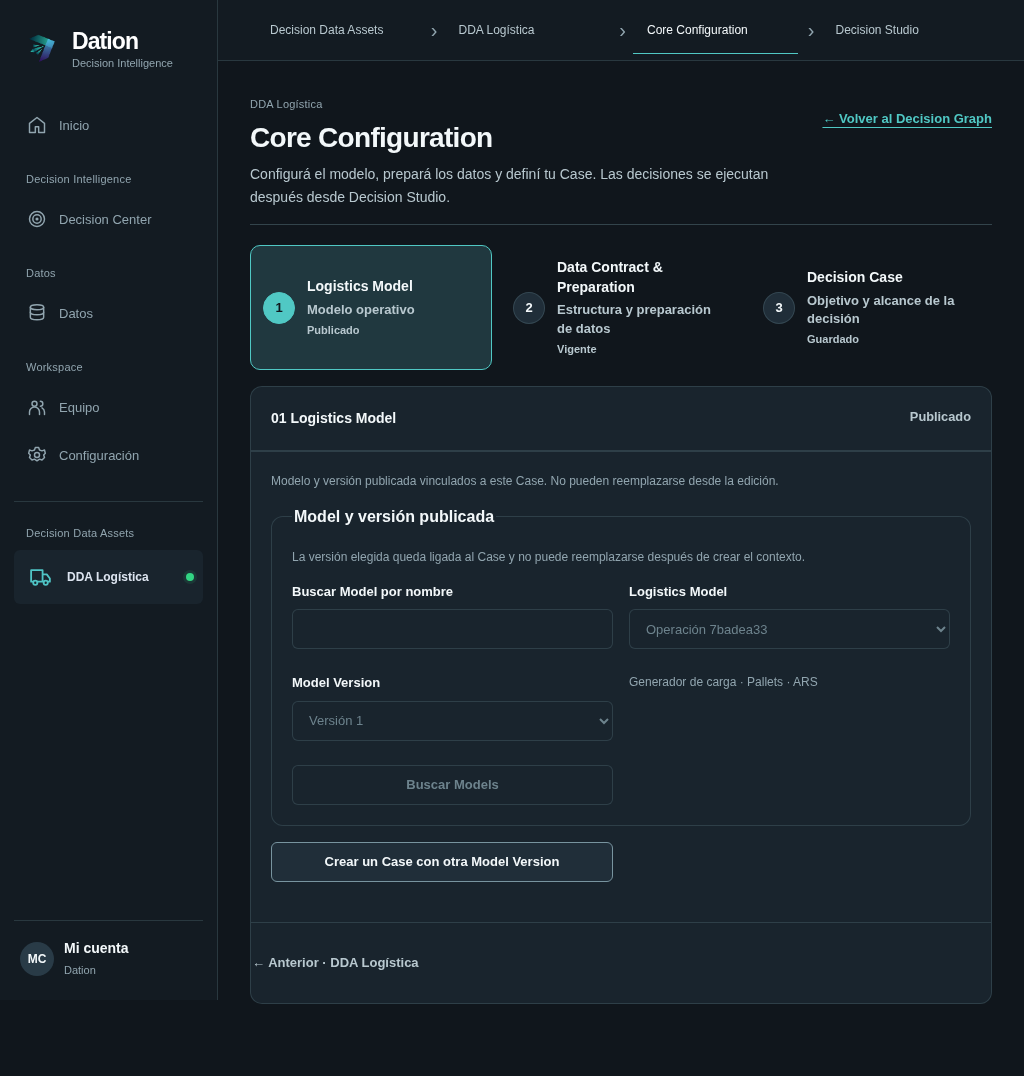 Dation
Decision Intelligence
Inicio
Decision Intelligence
Decision Center
Datos
Datos
Workspace
Equipo
Configuración
Decision Data Assets
DDA Logística
MC
Mi cuenta
Dation
Decision Data Assets › DDA Logística › Core Configuration › Decision Studio
DDA Logística
Core Configuration
← Volver al Decision Graph
Configurá el modelo, prepará los datos y definí tu Case. Las decisiones se ejecutan
después desde Decision Studio.
1
Logistics Model
Modelo operativo
Publicado
2
Data Contract &
Preparation
Estructura y preparación
de datos
Vigente
3
Decision Case
Objetivo y alcance de la
decisión
Guardado
01 Logistics Model
Publicado
Modelo y versión publicada vinculados a este Case. No pueden reemplazarse desde la edición.
Model y versión publicada
La versión elegida queda ligada al Case y no puede reemplazarse después de crear el contexto.
Buscar Model por nombre
Logistics Model
Operación 7badea33
Model Version
Versión 1
Generador de carga · Pallets · ARS
Buscar Models
Crear un Case con otra Model Version
← Anterior · DDA Logística